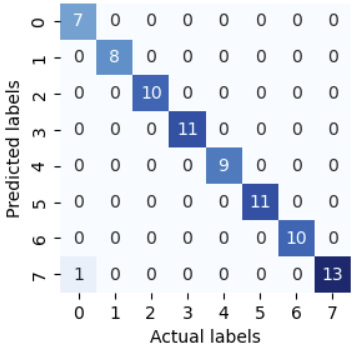 Predicted labels
0 7 0 0 0 0 0 0 0
1 0 8 0 0 0 0 0 0
2 0 0 10 0 0 0 0 0
3 0 0 0 11 0 0 0 0
4 0 0 0 0 9 0 0 0
5 0 0 0 0 0 11 0 0
6 0 0 0 0 0 0 10 0
7 1 0 0 0 0 0 0 13
0 1 2 3 4 5 6 7
Actual labels